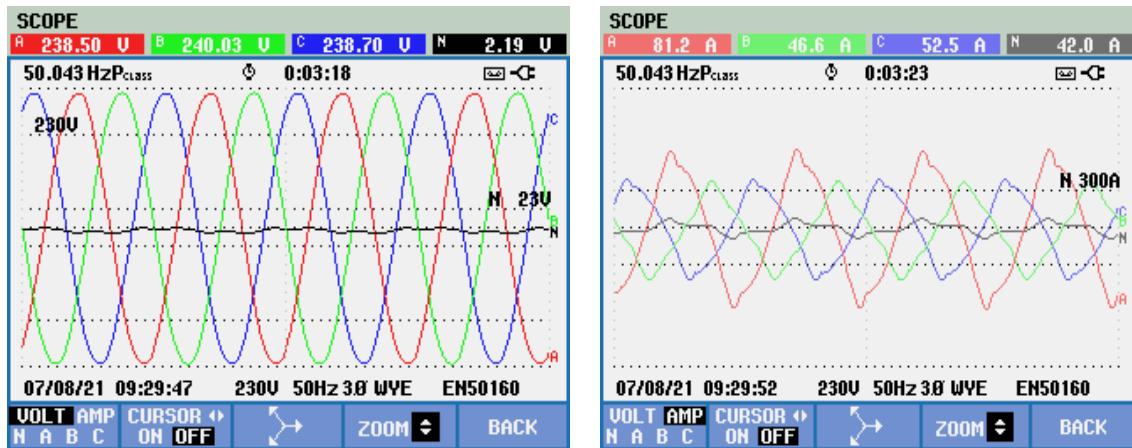 SCOPE
A 238.50 V B 240.03 V C 238.70 V N 2.19 V
50.043 HzPCLASS 0:03:18
230V
C
N 23V
B
N
A
07/08/21 09:29:47 230V 50Hz 3Ø WYE EN50160
VOLT AMP CURSOR ZOOM BACK
N A B C ON OFF
SCOPE
A 81.2 A B 46.6 A C 52.5 A N 42.0 A
50.043 HzPCLASS 0:03:23
N 300A
C
B
N
A
07/08/21 09:29:52 230V 50Hz 3Ø WYE EN50160
VOLT AMP CURSOR ZOOM BACK
N A B C ON OFF